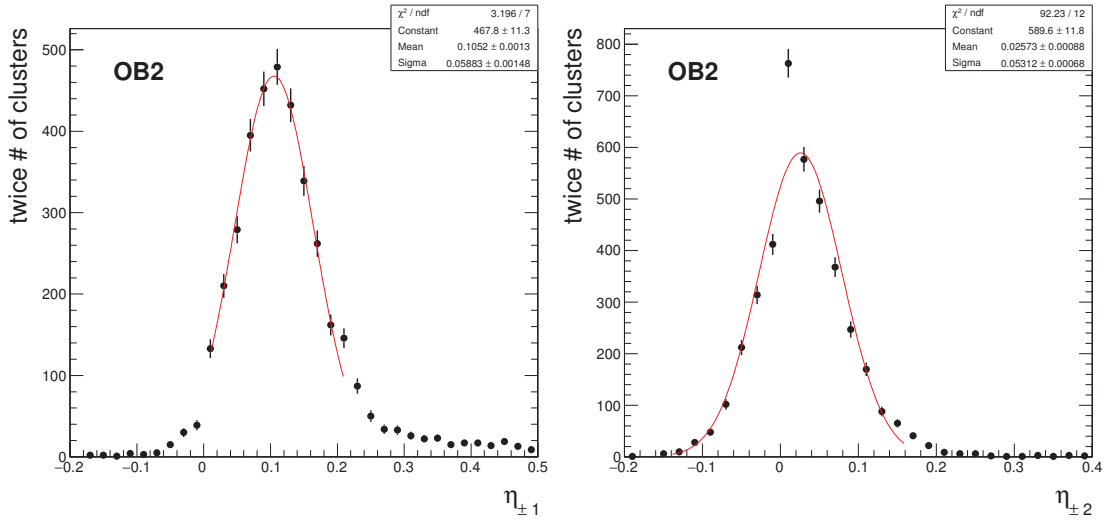 χ² / ndf 3.196 / 7
Constant 467.8 ± 11.3
Mean 0.1052 ± 0.0013
Sigma 0.05883 ± 0.00148
OB2
twice # of clusters
500
400
300
200
100
0
−0.2 −0.1 0 0.1 0.2 0.3 0.4 0.5
η± 1
χ² / ndf 92.23 / 12
Constant 589.6 ± 11.8
Mean 0.02573 ± 0.00088
Sigma 0.05312 ± 0.00068
OB2
twice # of clusters
800
700
600
500
400
300
200
100
0
−0.2 −0.1 0 0.1 0.2 0.3 0.4
η± 2